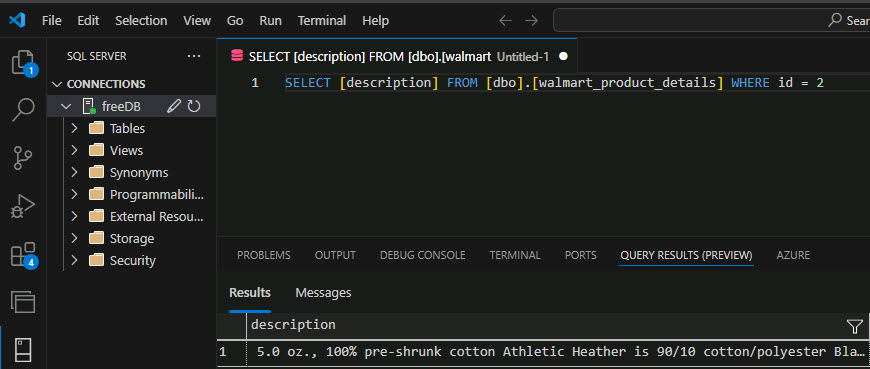 File Edit Selection View Go Run Terminal Help Sear
SQL SERVER ...
SELECT [description] FROM [dbo].[walmart Untitled-1
CONNECTIONS
1 SELECT [description] FROM [dbo].[walmart_product_details] WHERE id = 2
1
freeDB
Tables
Views
Synonyms
Programmabili...
External Resou...
Storage
Security
4
PROBLEMS OUTPUT DEBUG CONSOLE TERMINAL PORTS QUERY RESULTS (PREVIEW) AZURE
Results Messages
description
1 5.0 oz., 100% pre-shrunk cotton Athletic Heather is 90/10 cotton/polyester Bla...